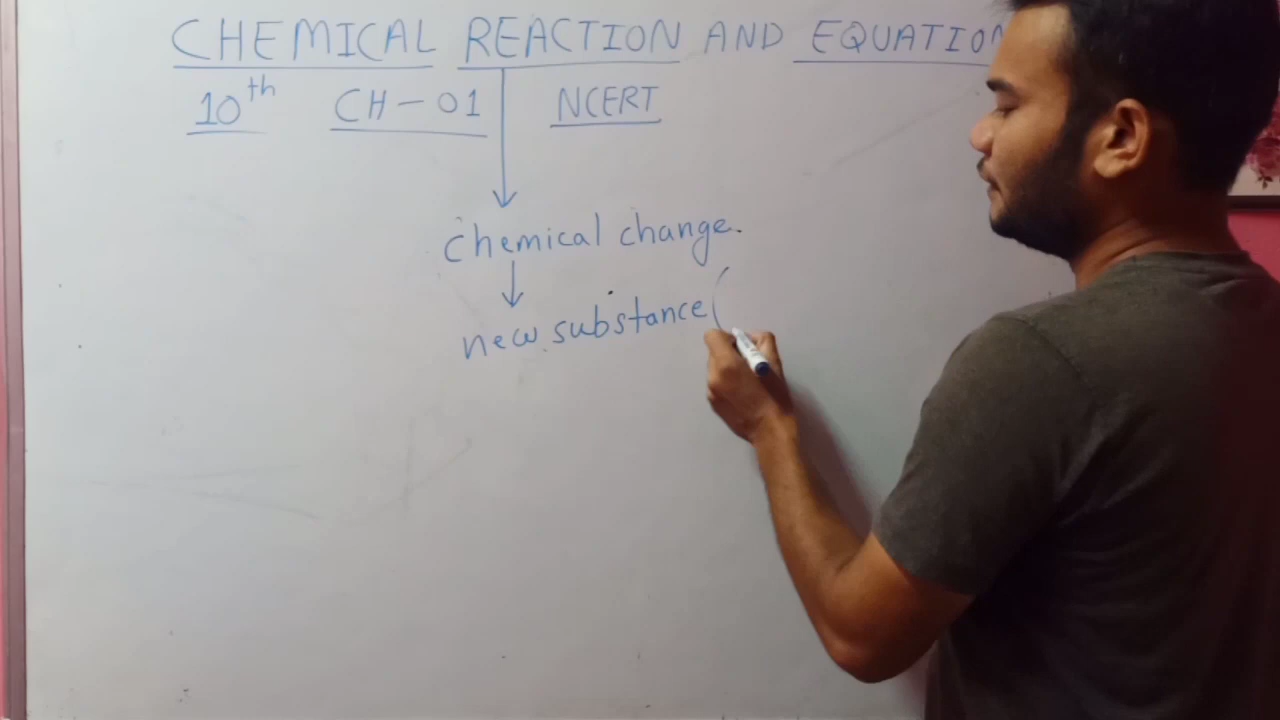 CHEMICAL REACTION AND EQUATION
10th CH-01 NCERT
chemical change.
new substance(